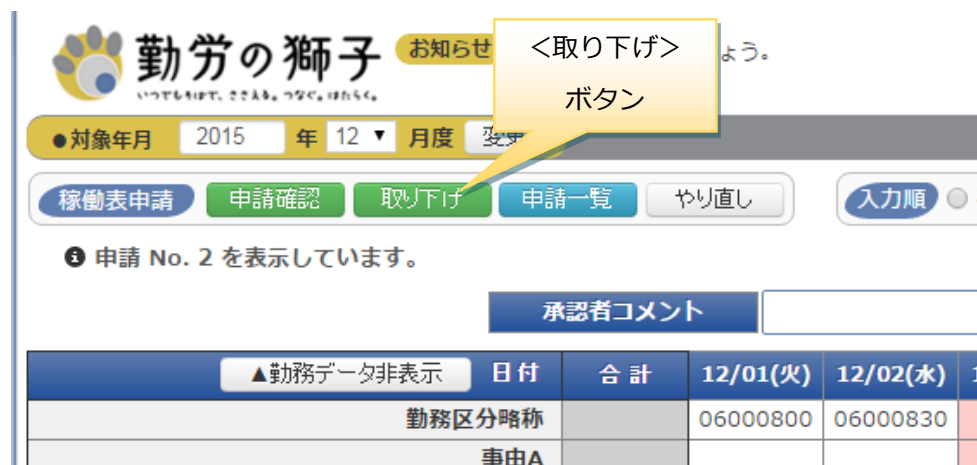 勤労の獅子
いつでもけて、ささえる。つなぐ。はたらく。
お知らせ
ょう。
<取り下げ>
ボタン
●対象年月 2015 年 12 ▼ 月度 変更
稼働表申請 申請確認 取り下げ 申請一覧 やり直し 入力順
申請 No. 2 を表示しています。
承認者コメント
▲勤務データ非表示 日付 合計 12/01(火) 12/02(水) 1
勤務区分略称 06000800 06000830
事由A